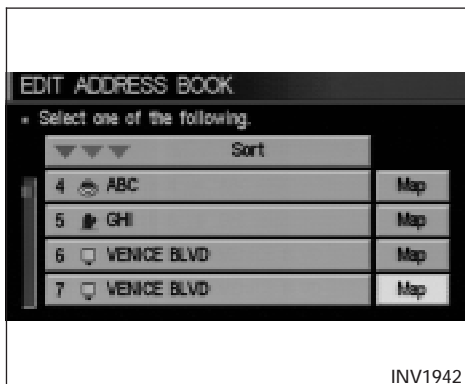 EDIT ADDRESS BOOK
Select one of the following.
Sort
4 ABC Map
5 GHI Map
6 VENICE BLVD Map
7 VENICE BLVD Map
INV1942